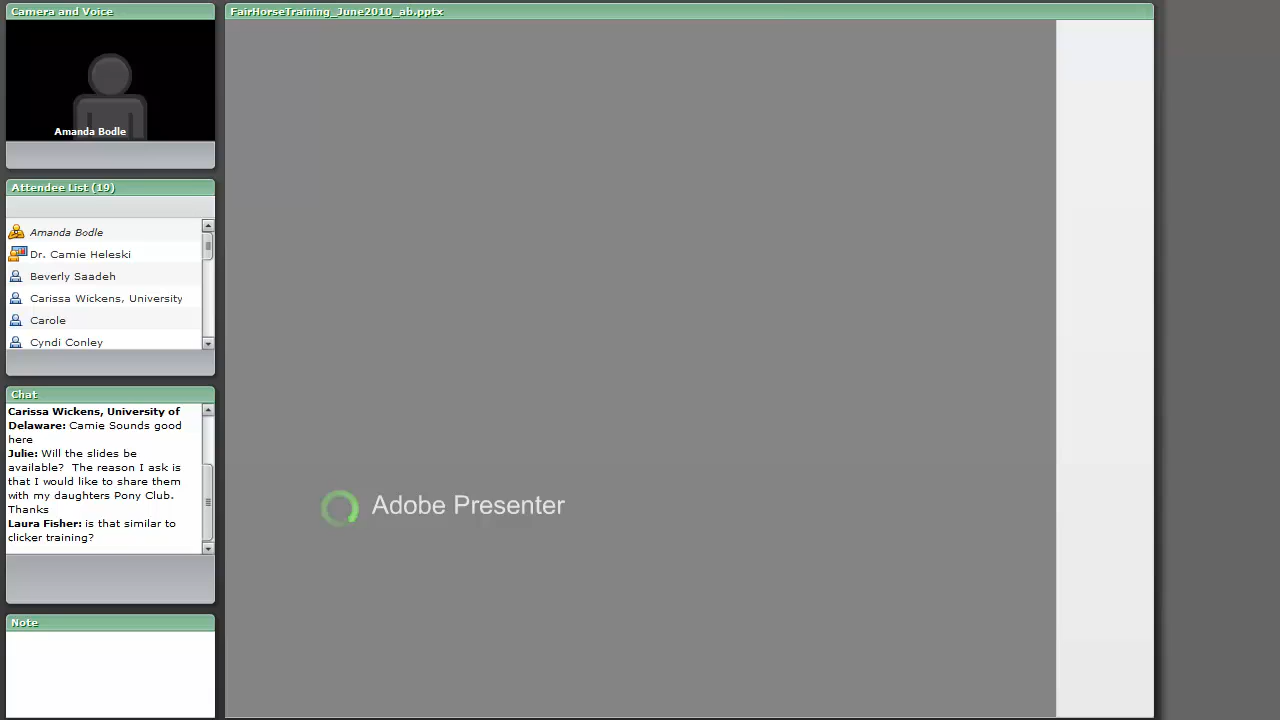 Camera and Voice
Amanda Bodle
Attendee List (19)
Amanda Bodle
Dr. Camie Heleski
Beverly Saadeh
Carissa Wickens, University
Carole
Cyndi Conley
Chat
Carissa Wickens, University of
Delaware: Camie Sounds good
here
Julie: Will the slides be
available?  The reason I ask is
that I would like to share them
with my daughters Pony Club.
Thanks
Laura Fisher: is that similar to
clicker training?
Note
FairHorseTraining_June2010_ab.pptx
Adobe Presenter